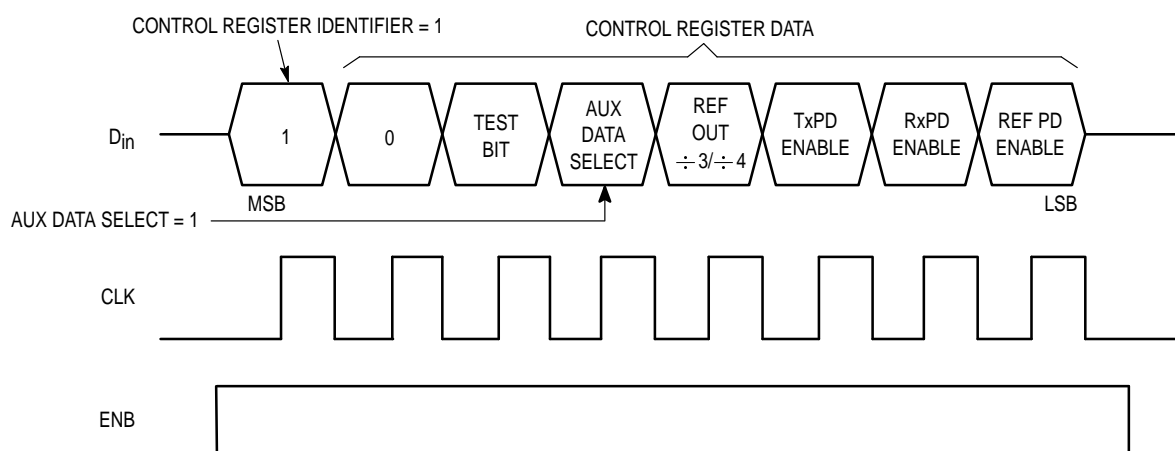 CONTROL REGISTER IDENTIFIER = 1
CONTROL REGISTER DATA
Din
1
0
TEST
BIT
AUX
DATA
SELECT
REF
OUT
÷3/÷4
TxPD
ENABLE
RxPD
ENABLE
REF PD
ENABLE
MSB
LSB
AUX DATA SELECT = 1
CLK
ENB